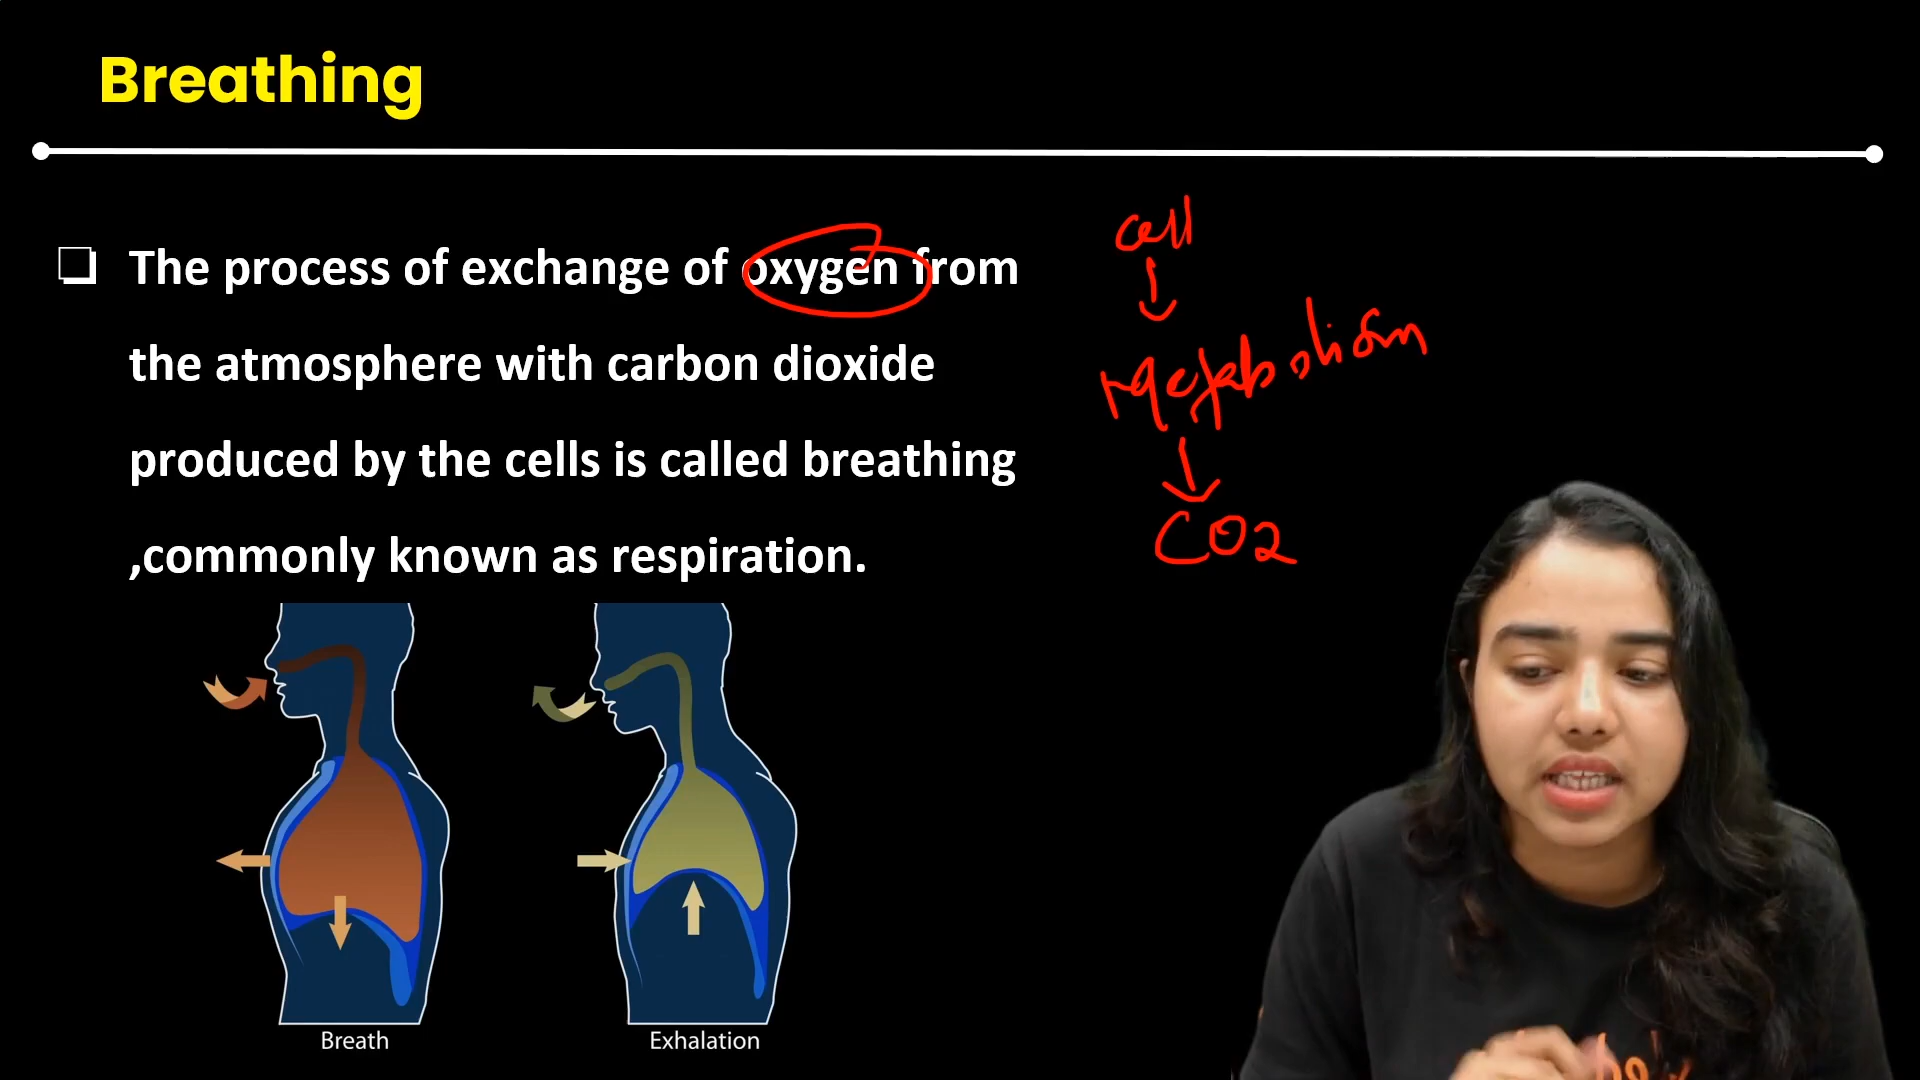 Breathing
❏ The process of exchange of oxygen from
the atmosphere with carbon dioxide
produced by the cells is called breathing
,commonly known as respiration.
cell
Metabolism
CO2
Breath
Exhalation